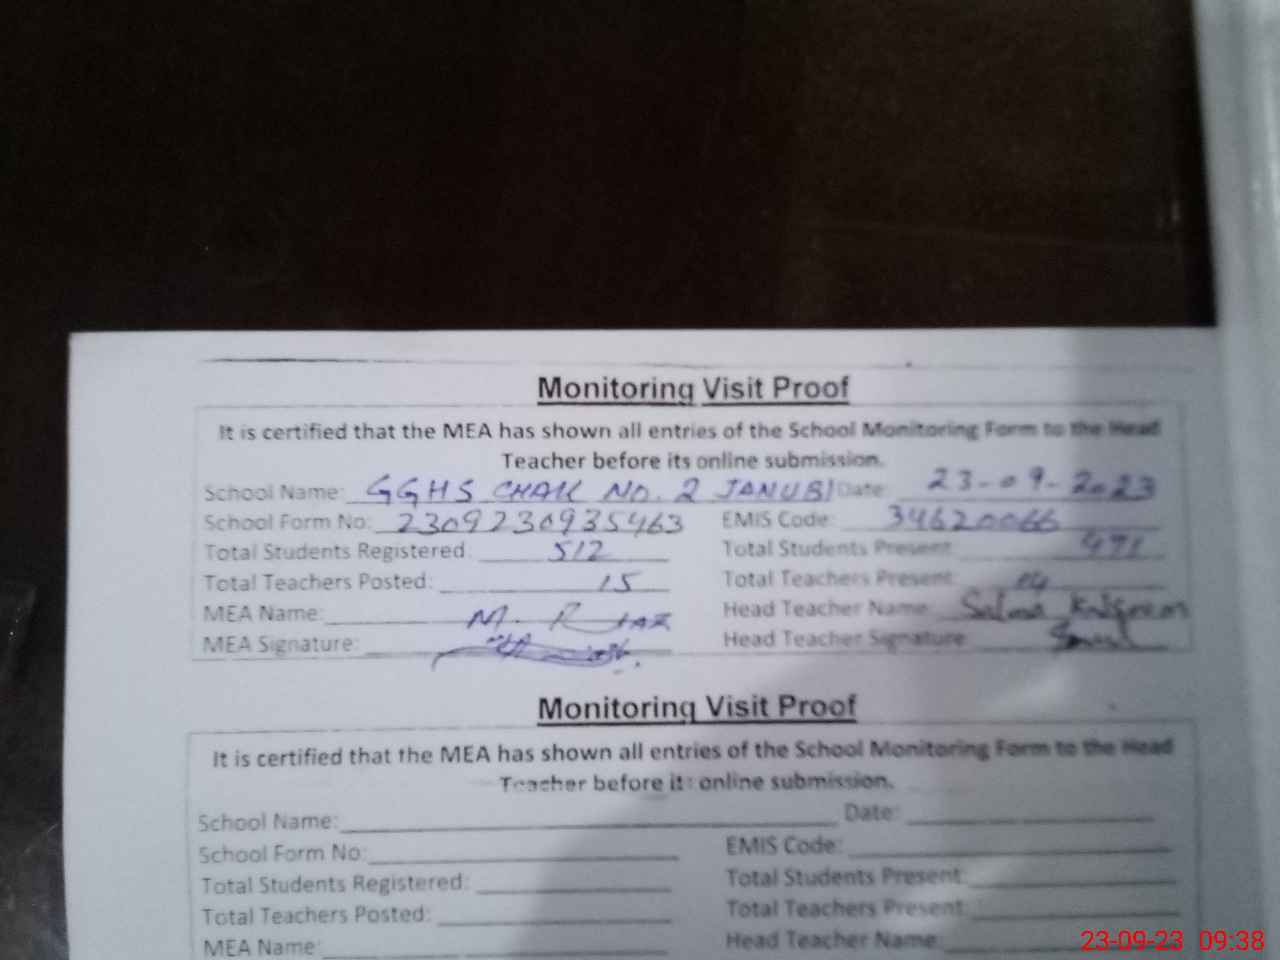 Monitoring Visit Proof
It is certified that the MEA has shown all entries of the School Monitoring Form to the Head
Teacher before its online submission.
School Name: GGHS CHAK NO. 2 JANUBI Date: 23-09-2023
School Form No: 2309230935463 EMIS Code: 34620066
Total Students Registered: 512 Total Students Present: 471
Total Teachers Posted: 15 Total Teachers Present: 14
MEA Name: M. RIAZ Head Teacher Name: Salma
MEA Signature: Head Teacher Signature:
Monitoring Visit Proof
It is certified that the MEA has shown all entries of the School Monitoring Form to the Head
Teacher before its online submission.
School Name: Date:
School Form No: EMIS Code:
Total Students Registered: Total Students Present:
Total Teachers Posted: Total Teachers Present:
MEA Name: Head Teacher Name:
23-09-23 09:38